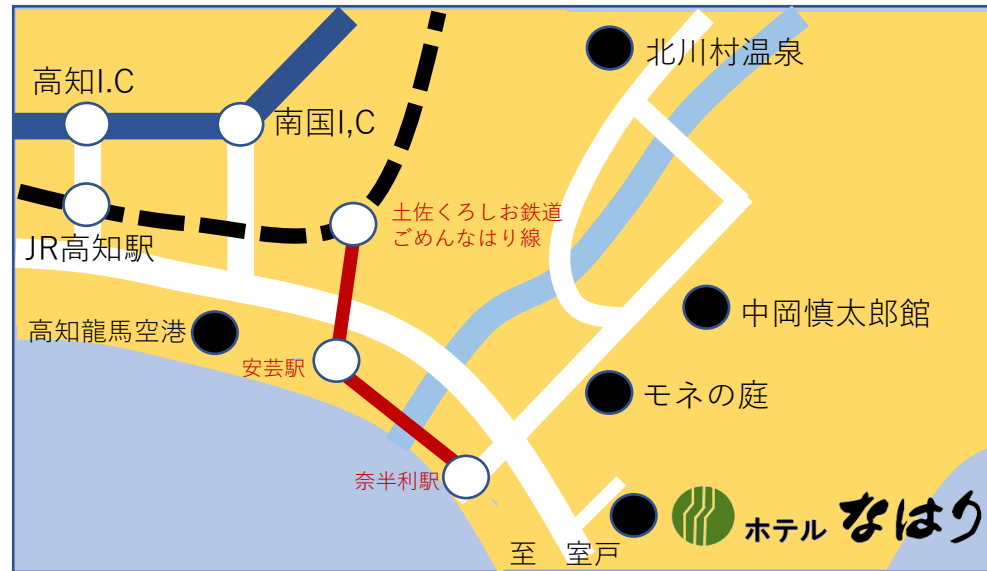 北川村温泉
高知I.C
南国I,C
土佐くろしお鉄道
ごめんなはり線
JR高知駅
中岡慎太郎館
高知龍馬空港
安芸駅
モネの庭
奈半利駅
ホテル なはり
至 室戸